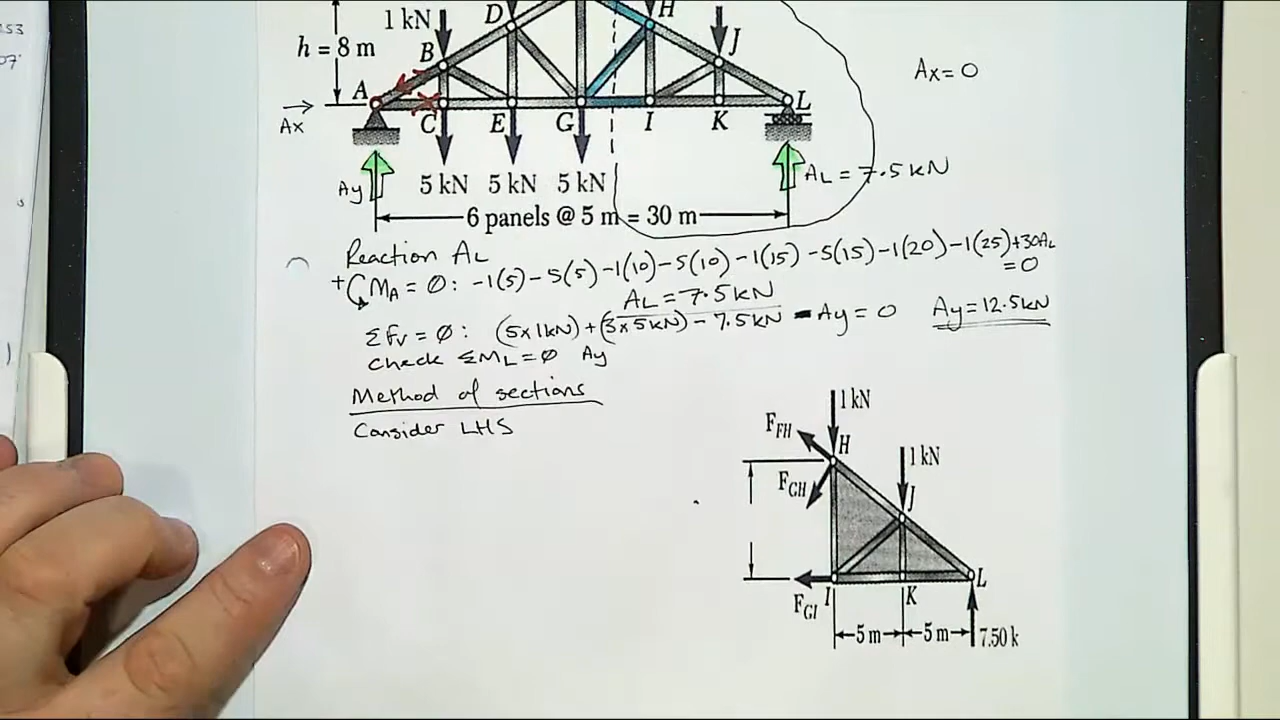 153
07
1 kN
D
H
h = 8 m
B
J
Ax = 0
A
L
Ax
C
E
G
I
K
Ay
5 kN 5 kN 5 kN
AL = 7.5 kN
6 panels @ 5 m = 30 m
Reaction AL
+ MA = 0: -1(5) - 5(5) - 1(10) - 5(10) - 1(15) - 5(15) - 1(20) - 1(25) + 30AL
= 0
AL = 7.5 kN
ΣFv = 0: (5x1kN) + (3x5kN) - 7.5kN - Ay = 0 Ay = 12.5kN
Check ΣML = 0 Ay
Method of sections
Consider LHS
1 kN
FFH
H
1 kN
FGH
J
L
FGI
I
K
5 m
5 m
7.50 k